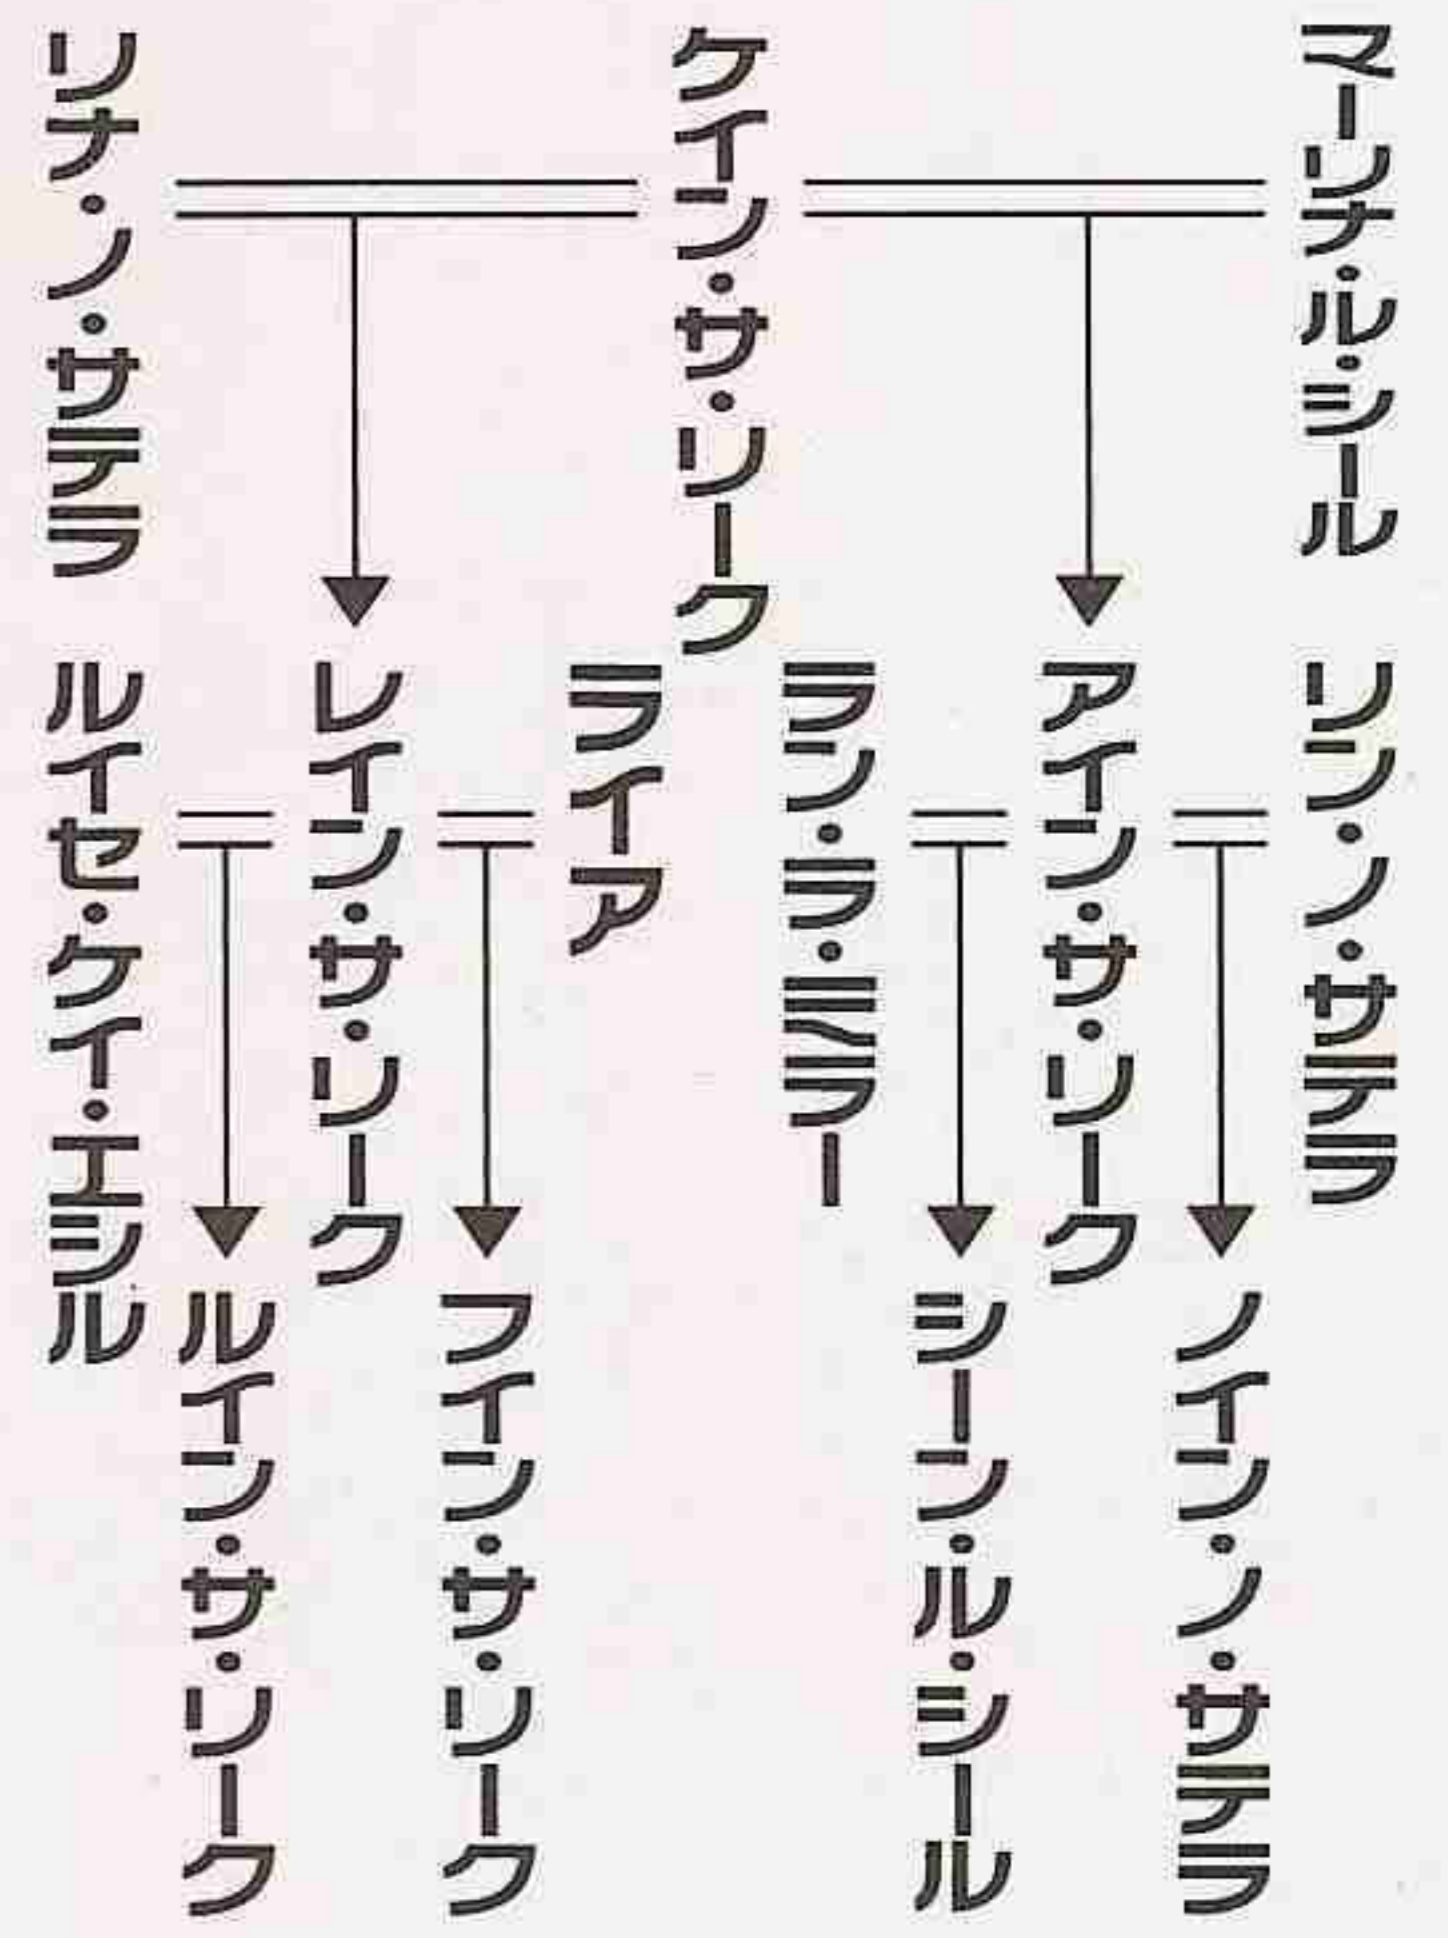 マーリナ・ル・シール
ケイン・サ・リーク
リナ・ノ・サテラ
リン・ノ・サテラ
アイン・サ・リーク
ラン・ラ・ミラー
ライア
レイン・サ・リーク
ルイセ・ケイ・エシル
ノイン・ノ・サテラ
シーン・ル・シール
フイン・サ・リーク
ルイン・サ・リーク